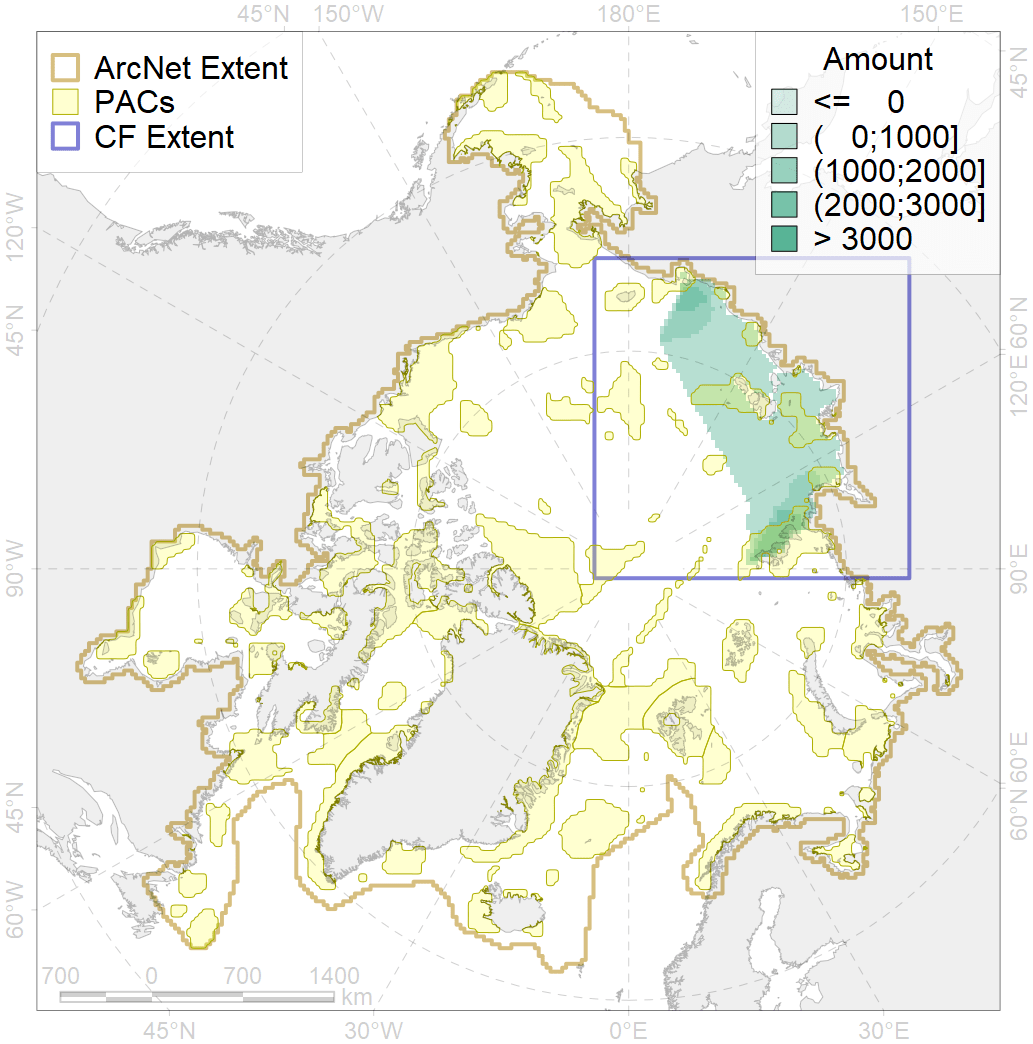 45°N 150°W 180°E 150°E
ArcNet Extent
PACs
CF Extent
Amount
<= 0
( 0;1000]
(1000;2000]
(2000;3000]
> 3000
45°N
120°W
45°N
90°W
45°N
60°W
60°N
120°E
90°E
60°E
60°N
700 0 700 1400
km
45°N 30°W 0°E 30°E